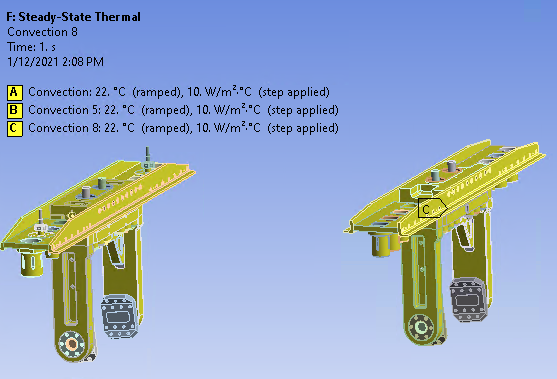 F: Steady-State Thermal
Convection 8
Time: 1. s
1/12/2021 2:08 PM
A Convection: 22. °C (ramped), 10. W/m²·°C (step applied)
B Convection 5: 22. °C (ramped), 10. W/m²·°C (step applied)
C Convection 8: 22. °C (ramped), 10. W/m²·°C (step applied)
C